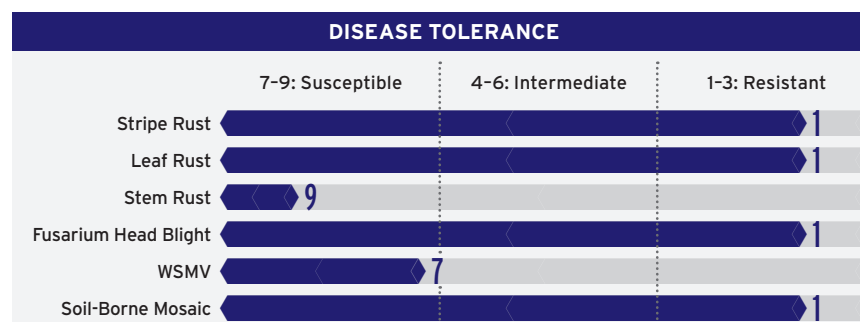 DISEASE TOLERANCE
7–9: Susceptible 4–6: Intermediate 1–3: Resistant
Stripe Rust 1
Leaf Rust 1
Stem Rust 9
Fusarium Head Blight 1
WSMV 7
Soil-Borne Mosaic 1